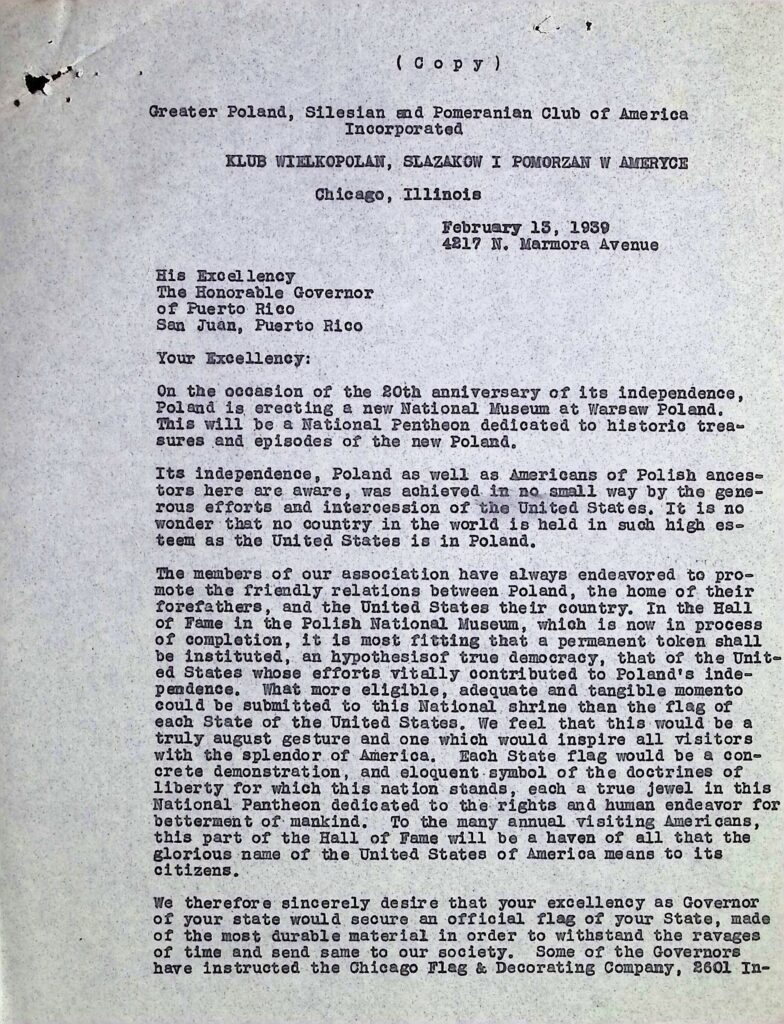 ( C o p y )
Greater Poland, Silesian and Pomeranian Club of America
Incorporated
KLUB WIELKOPOLAN, SLAZAKOW I POMORZAN W AMERYCE
Chicago, Illinois
February 13, 1939
4217 N. Marmora Avenue
His Excellency
The Honorable Governor
of Puerto Rico
San Juan, Puerto Rico
Your Excellency:
On the occasion of the 20th anniversary of its independence,
Poland is erecting a new National Museum at Warsaw Poland.
This will be a National Pentheon dedicated to historic trea-
sures and episodes of the new Poland.
Its independence, Poland as well as Americans of Polish ances-
tors here are aware, was achieved in no small way by the gene-
rous efforts and intercession of the United States. It is no
wonder that no country in the world is held in such high es-
teem as the United States is in Poland.
The members of our association have always endeavored to pro-
mote the friendly relations between Poland, the home of their
forefathers, and the United States their country. In the Hall
of Fame in the Polish National Museum, which is now in process
of completion, it is most fitting that a permanent token shall
be instituted, an hypothesisof true democracy, that of the Unit-
ed States whose efforts vitally contributed to Poland's inde-
pendence. What more eligible, adequate and tangible momento
could be submitted to this National shrine than the flag of
each State of the United States. We feel that this would be a
truly august gesture and one which would inspire all visitors
with the splendor of America. Each State flag would be a con-
crete demonstration, and eloquent symbol of the doctrines of
liberty for which this nation stands, each a true jewel in this
National Pantheon dedicated to the rights and human endeavor for
betterment of mankind. To the many annual visiting Americans,
this part of the Hall of Fame will be a haven of all that the
glorious name of the United States of America means to its
citizens.
We therefore sincerely desire that your excellency as Governor
of your state would secure an official flag of your State, made
of the most durable material in order to withstand the ravages
of time and send same to our society. Some of the Governors
have instructed the Chicago Flag & Decorating Company, 2601 In-